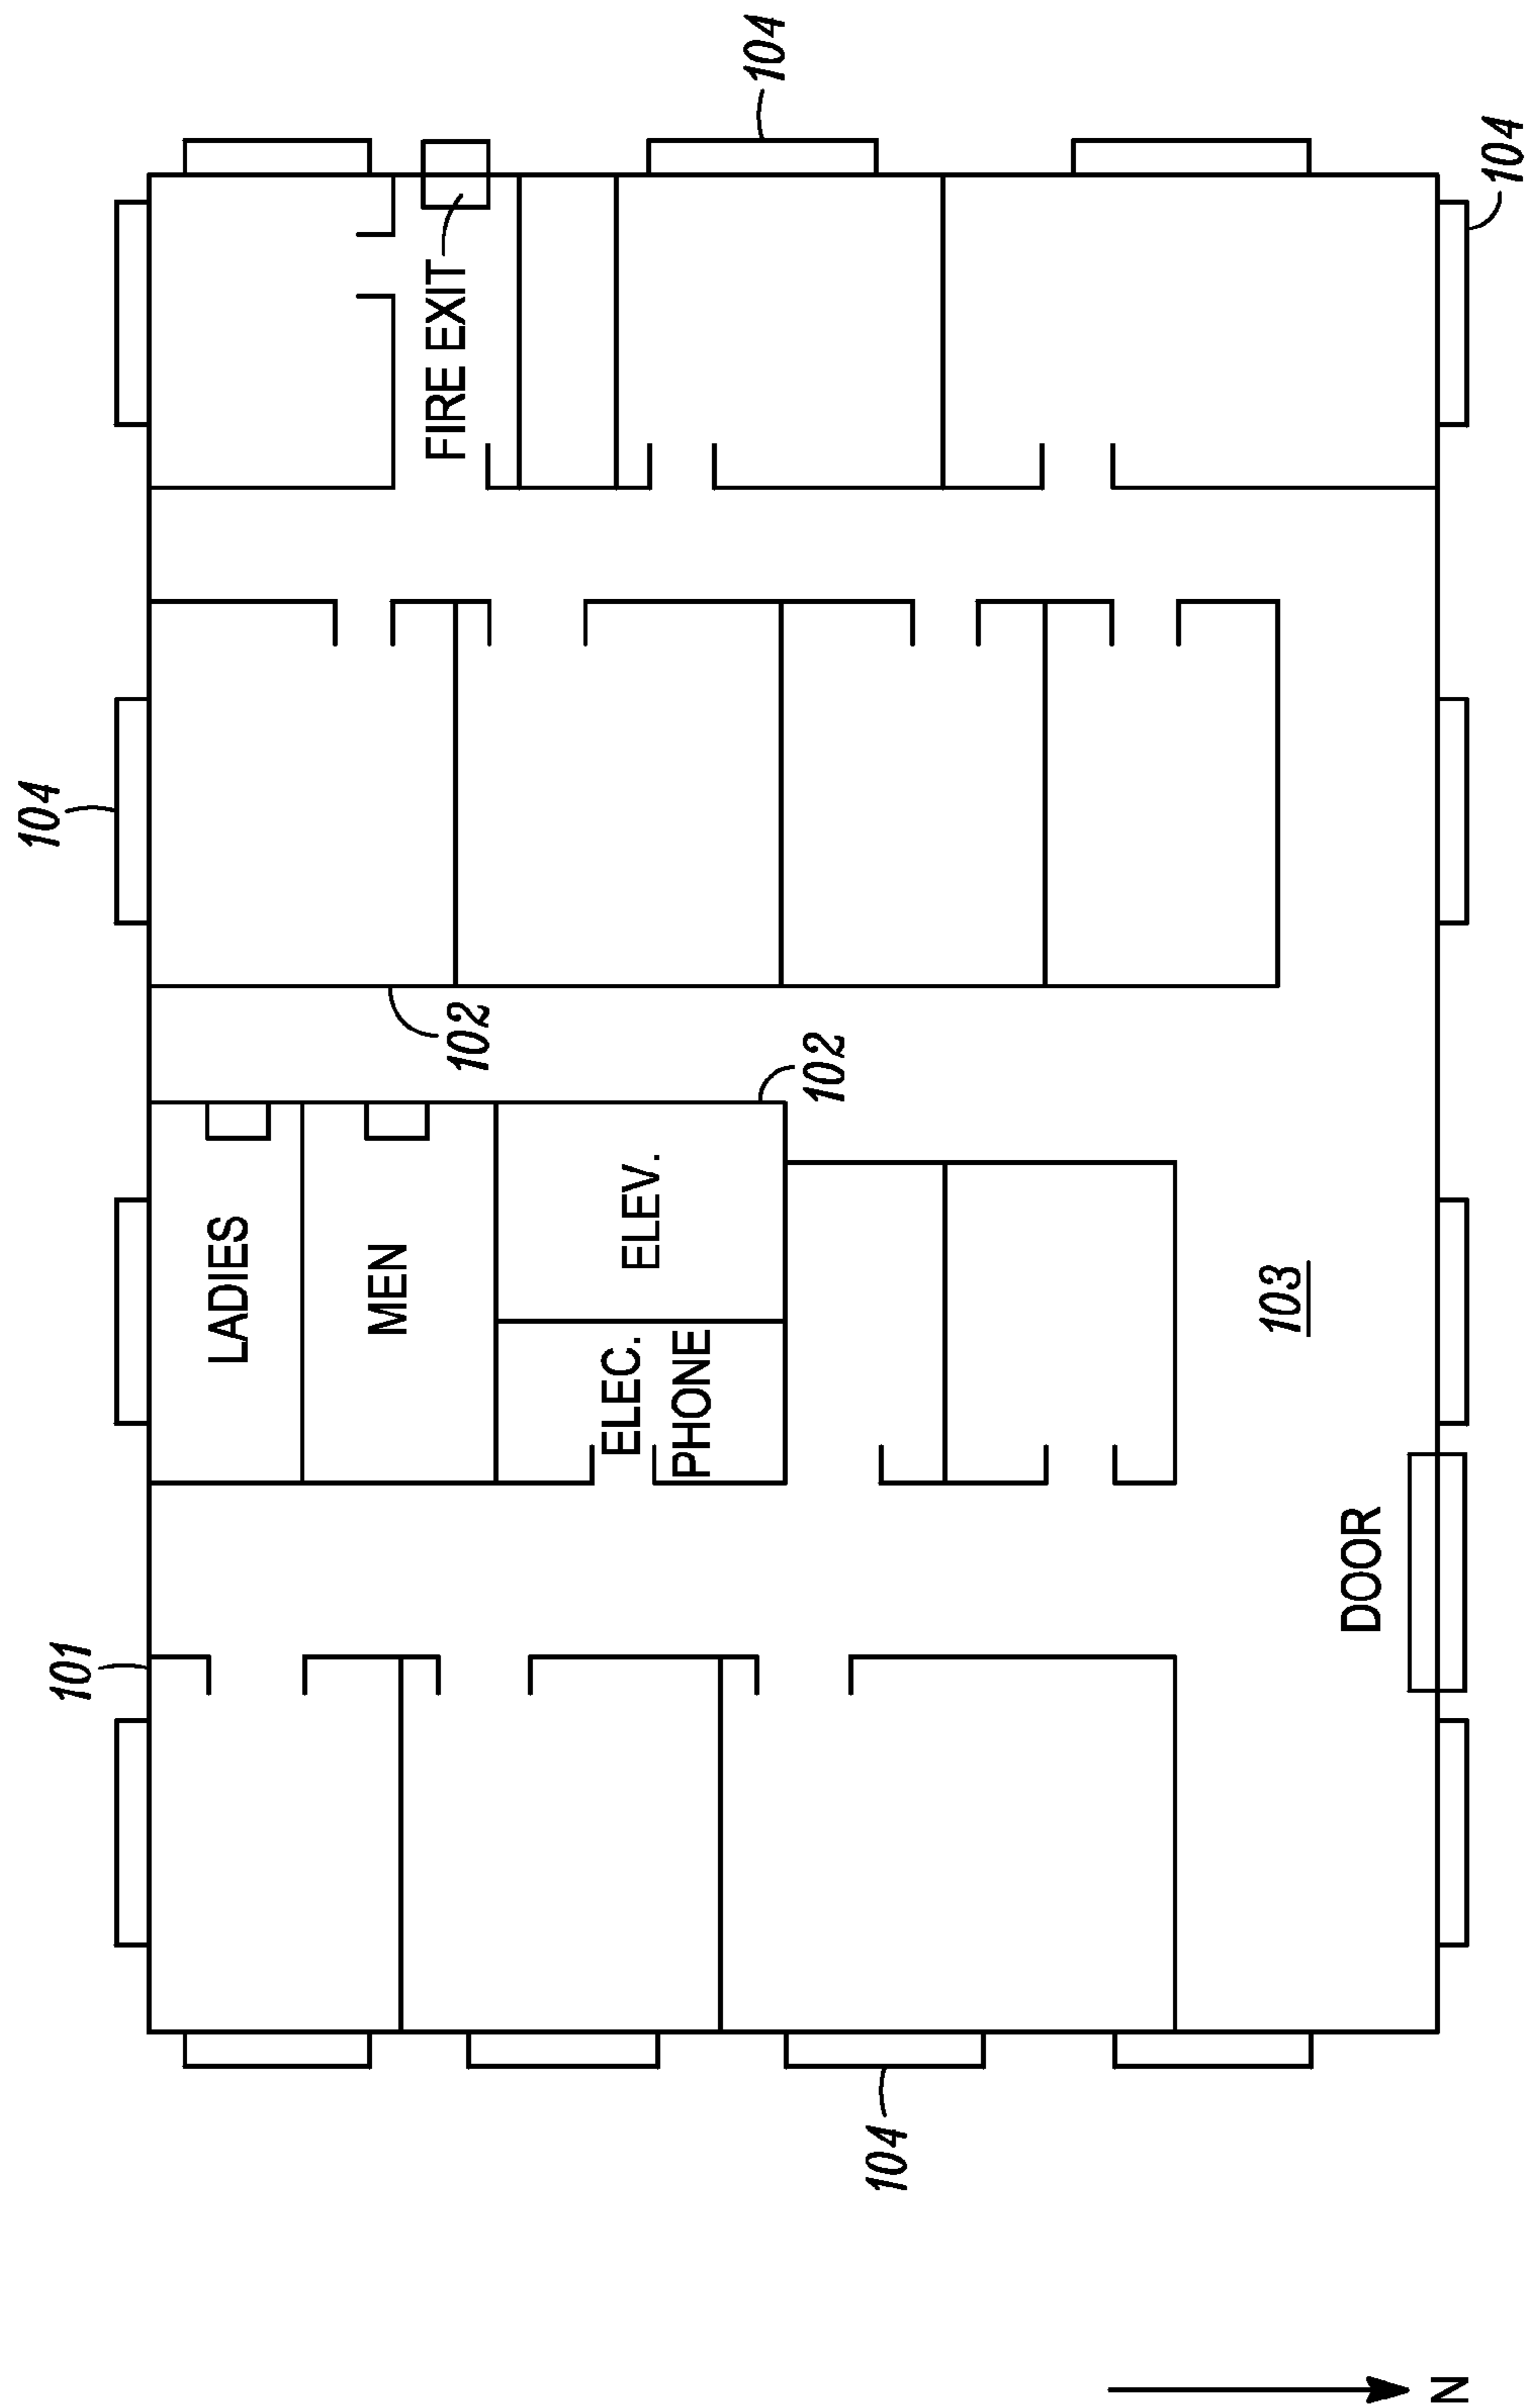 104
101
LADIES
MEN
FIRE EXIT
102
ELEC.
PHONE
ELEV.
104
102
104
103
DOOR
N
104